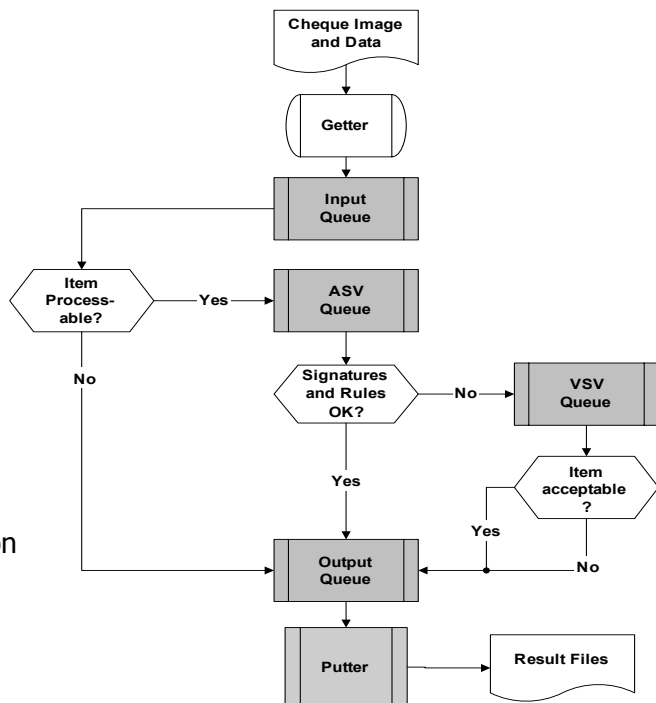 Cheque Image
and Data
Getter
Input
Queue
Item
Process-
able?
Yes
ASV
Queue
No
Signatures
and Rules
OK?
No
VSV
Queue
Yes
Item
acceptable
?
Yes
No
on
Output
Queue
Putter
Result Files